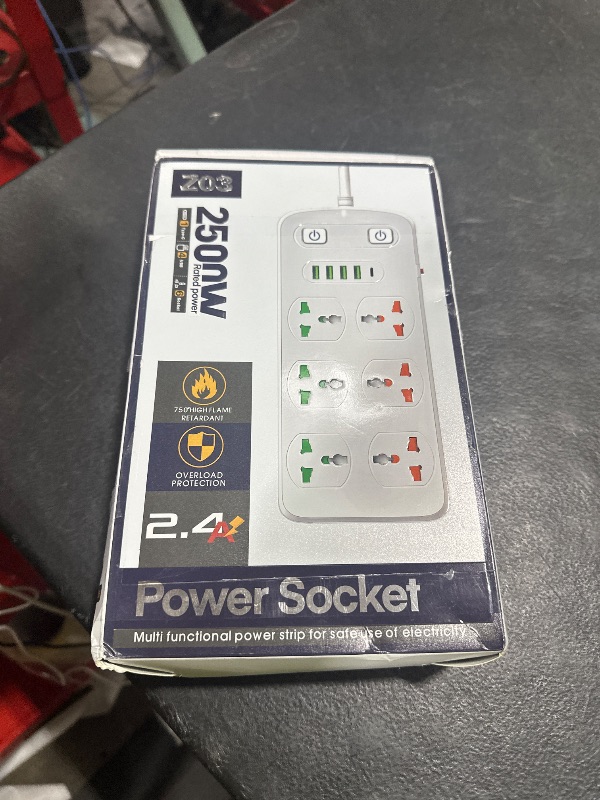 Z03
2500W
Rated power
750°HIGH FLAME
RETARDANT
OVERLOAD
PROTECTION
2.4A
Power Socket
Multi functional power strip for safe use of electricity